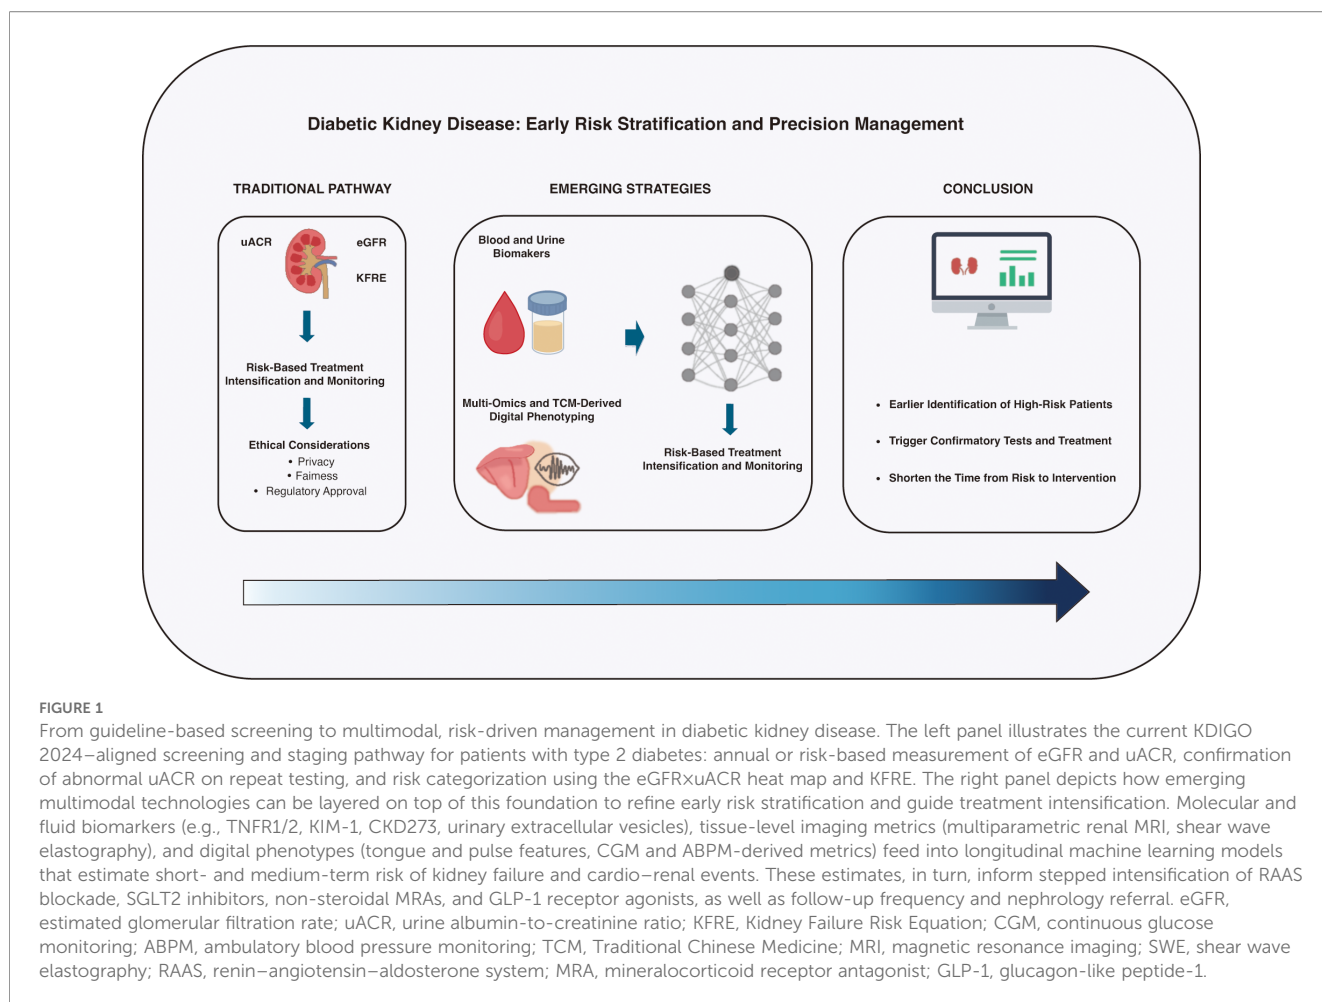 Diabetic Kidney Disease: Early Risk Stratification and Precision Management
TRADITIONAL PATHWAY
uACR
eGFR
KFRE
Risk-Based Treatment
Intensification and Monitoring
Ethical Considerations
• Privacy
• Fairness
• Regulatory Approval
EMERGING STRATEGIES
Blood and Urine
Biomakers
Multi-Omics and TCM-Derived
Digital Phenotyping
Risk-Based Treatment
Intensification and Monitoring
CONCLUSION
• Earlier Identification of High-Risk Patients
• Trigger Confirmatory Tests and Treatment
• Shorten the Time from Risk to Intervention
FIGURE 1
From guideline-based screening to multimodal, risk-driven management in diabetic kidney disease. The left panel illustrates the current KDIGO
2024–aligned screening and staging pathway for patients with type 2 diabetes: annual or risk-based measurement of eGFR and uACR, confirmation
of abnormal uACR on repeat testing, and risk categorization using the eGFR×uACR heat map and KFRE. The right panel depicts how emerging
multimodal technologies can be layered on top of this foundation to refine early risk stratification and guide treatment intensification. Molecular and
fluid biomarkers (e.g., TNFR1/2, KIM-1, CKD273, urinary extracellular vesicles), tissue-level imaging metrics (multiparametric renal MRI, shear wave
elastography), and digital phenotypes (tongue and pulse features, CGM and ABPM-derived metrics) feed into longitudinal machine learning models
that estimate short- and medium-term risk of kidney failure and cardio–renal events. These estimates, in turn, inform stepped intensification of RAAS
blockade, SGLT2 inhibitors, non-steroidal MRAs, and GLP-1 receptor agonists, as well as follow-up frequency and nephrology referral. eGFR,
estimated glomerular filtration rate; uACR, urine albumin-to-creatinine ratio; KFRE, Kidney Failure Risk Equation; CGM, continuous glucose
monitoring; ABPM, ambulatory blood pressure monitoring; TCM, Traditional Chinese Medicine; MRI, magnetic resonance imaging; SWE, shear wave
elastography; RAAS, renin–angiotensin–aldosterone system; MRA, mineralocorticoid receptor antagonist; GLP-1, glucagon-like peptide-1.